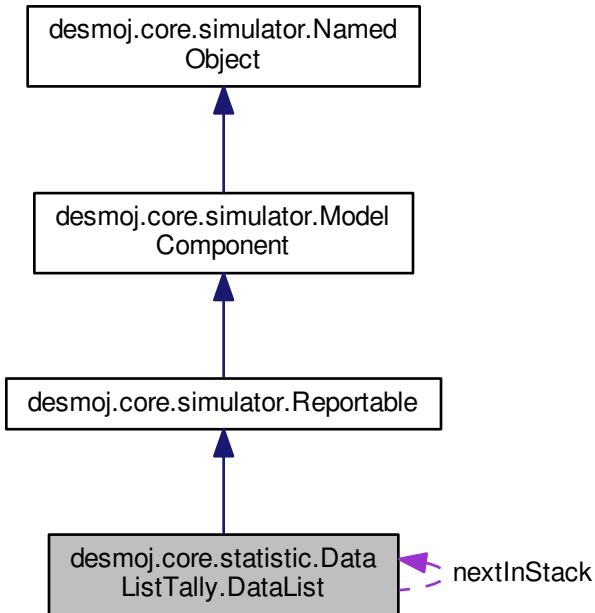 desmoj.core.simulator.Named
Object
desmoj.core.simulator.Model
Component
desmoj.core.simulator.Reportable
desmoj.core.statistic.Data
ListTally.DataList
nextInStack